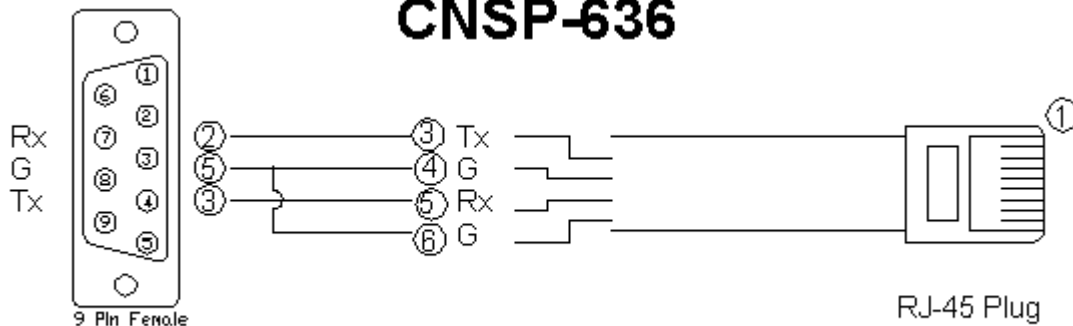 CNSP-636
①
① ⑥ ② ⑦ ③ ⑧ ④ ⑨ ⑤
Rx ② ③ Tx
G ⑤ ④ G
Tx ③ ⑤ Rx
⑥ G
9 Pin Female
RJ-45 Plug